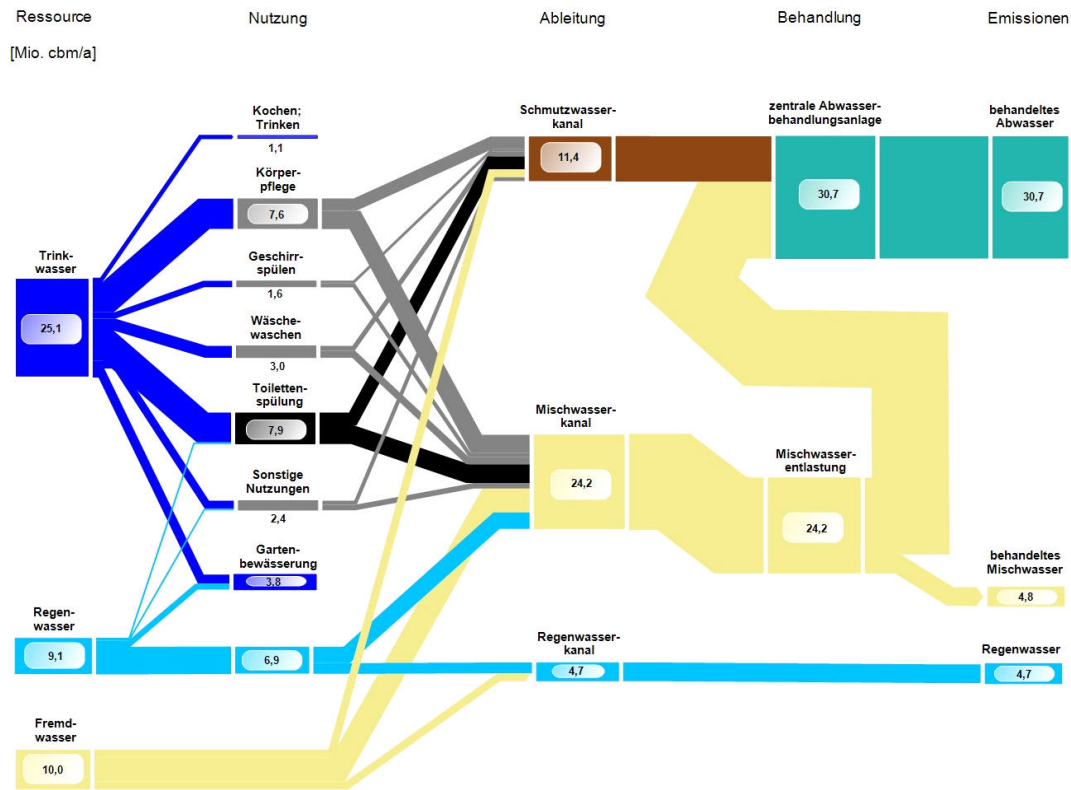 Ressource
Nutzung
Ableitung
Behandlung
Emissionen
[Mio. cbm/a]
Kochen;
Trinken
1,1
Körper-
pflege
7,6
Geschirr-
spülen
1,6
Wäsche-
waschen
3,0
Toiletten-
spülung
7,9
Sonstige
Nutzungen
2,4
Garten-
bewässerung
3,8
Trink-
wasser
25,1
Regen-
wasser
9,1
6,9
Fremd-
wasser
10,0
Schmutzwasser-
kanal
11,4
Mischwasser-
kanal
24,2
Regenwasser-
kanal
4,7
zentrale Abwasser-
behandlungsanlage
30,7
Mischwasser-
entlastung
24,2
behandeltes
Abwasser
30,7
behandeltes
Mischwasser
4,8
Regenwasser
4,7